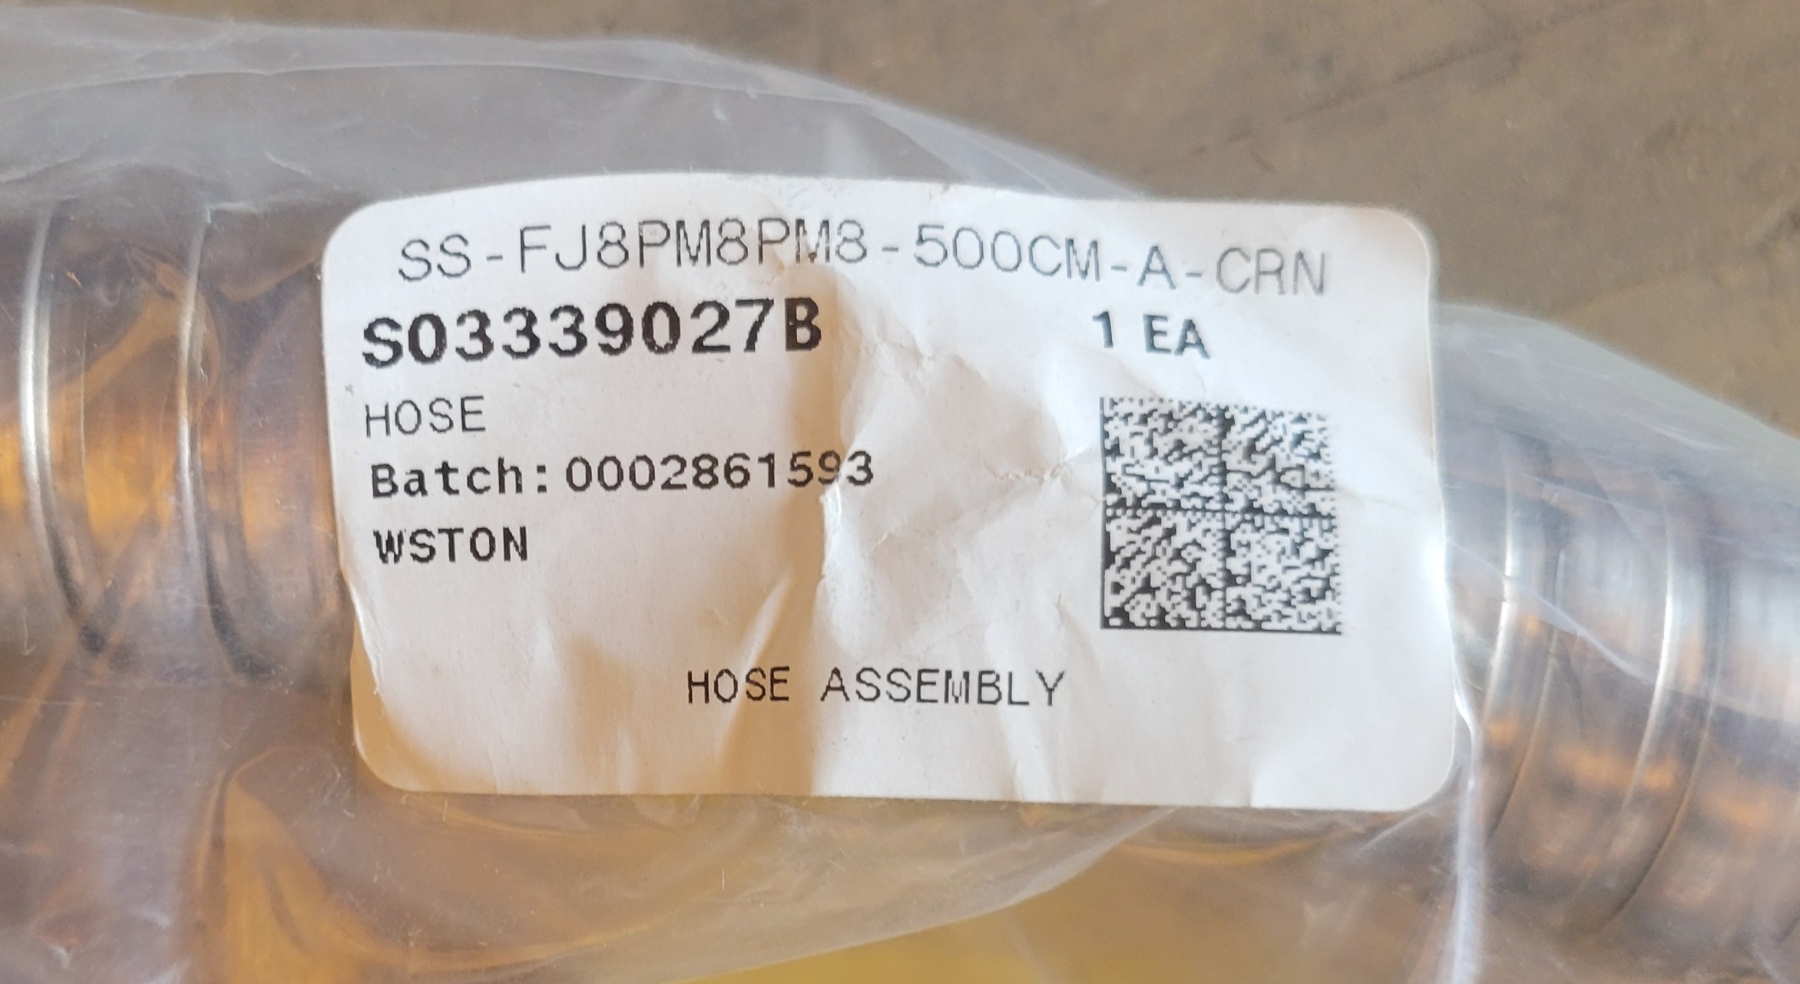 SS-FJ8PM8PM8-500CM-A-CRN
S03339027B 1 EA
HOSE
Batch: 0002861593
WSTON
HOSE ASSEMBLY